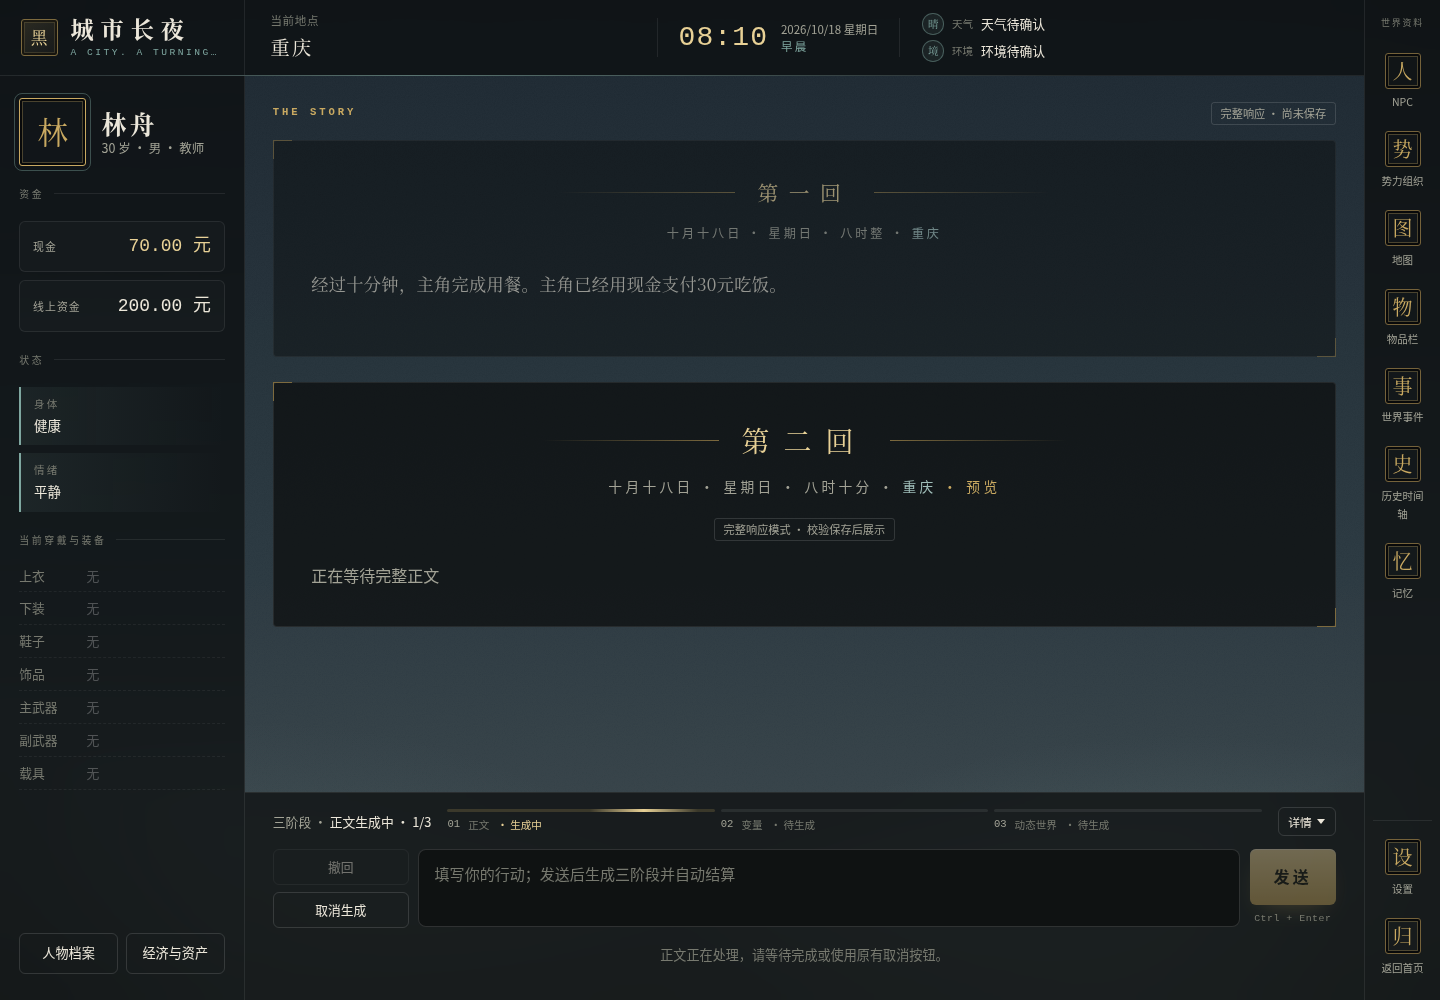 黑
城市长夜
A CITY. A TURNING…
当前地点
重庆
08:10
2026/10/18 星期日
早晨
晴 天气 天气待确认
境 环境 环境待确认
林
林舟
30 岁 • 男 • 教师
资金
现金 70.00 元
线上资金 200.00 元
状态
身体
健康
情绪
平静
当前穿戴与装备
上衣 无
下装 无
鞋子 无
饰品 无
主武器 无
副武器 无
载具 无
人物档案 经济与资产
THE STORY
完整响应 • 尚未保存
第一回
十月十八日 • 星期日 • 八时整 • 重庆
经过十分钟，主角完成用餐。主角已经用现金支付30元吃饭。
第二回
十月十八日 • 星期日 • 八时十分 • 重庆 • 预览
完整响应模式 • 校验保存后展示
正在等待完整正文
三阶段 • 正文生成中 • 1/3
01 正文 • 生成中
02 变量 • 待生成
03 动态世界 • 待生成
详情
撤回
取消生成
填写你的行动；发送后生成三阶段并自动结算
发送
Ctrl + Enter
正文正在处理，请等待完成或使用原有取消按钮。
世界资料
人
NPC
势
势力组织
图
地图
物
物品栏
事
世界事件
史
历史时间
轴
忆
记忆
设
设置
归
返回首页